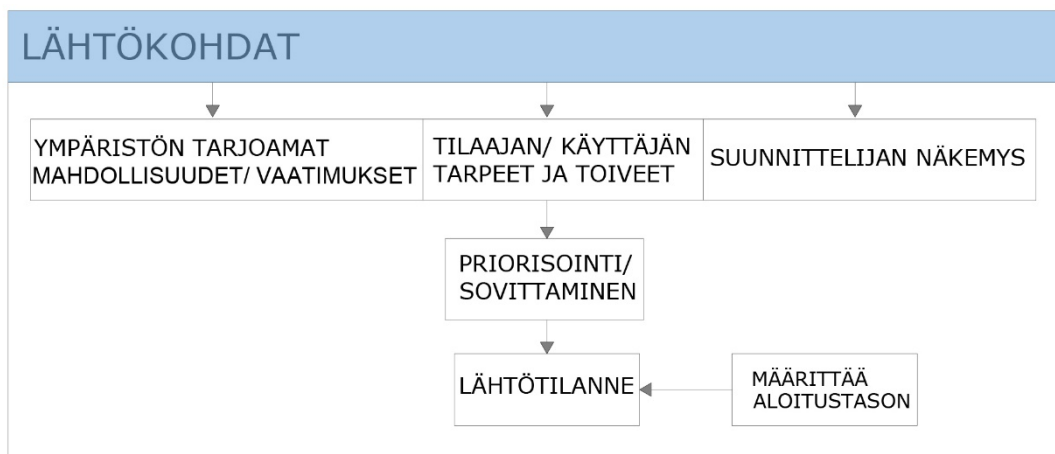 LÄHTÖKOHDAT
YMPÄRISTÖN TARJOAMAT
MAHDOLLISUUDET/ VAATIMUKSET
TILAAJAN/ KÄYTTÄJÄN
TARPEET JA TOIVEET
SUUNNITTELIJAN NÄKEMYS
PRIORISOINTI/
SOVITTAMINEN
LÄHTÖTILANNE
MÄÄRITTÄÄ
ALOITUSTASON